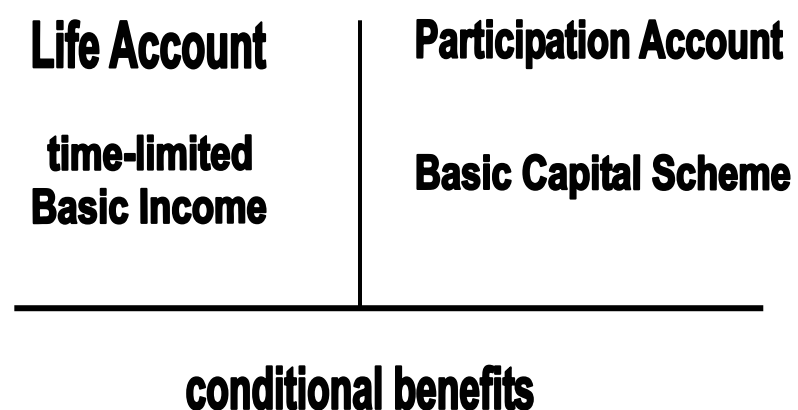 Life Account
time-limited
Basic Income
Participation Account
Basic Capital Scheme
conditional benefits